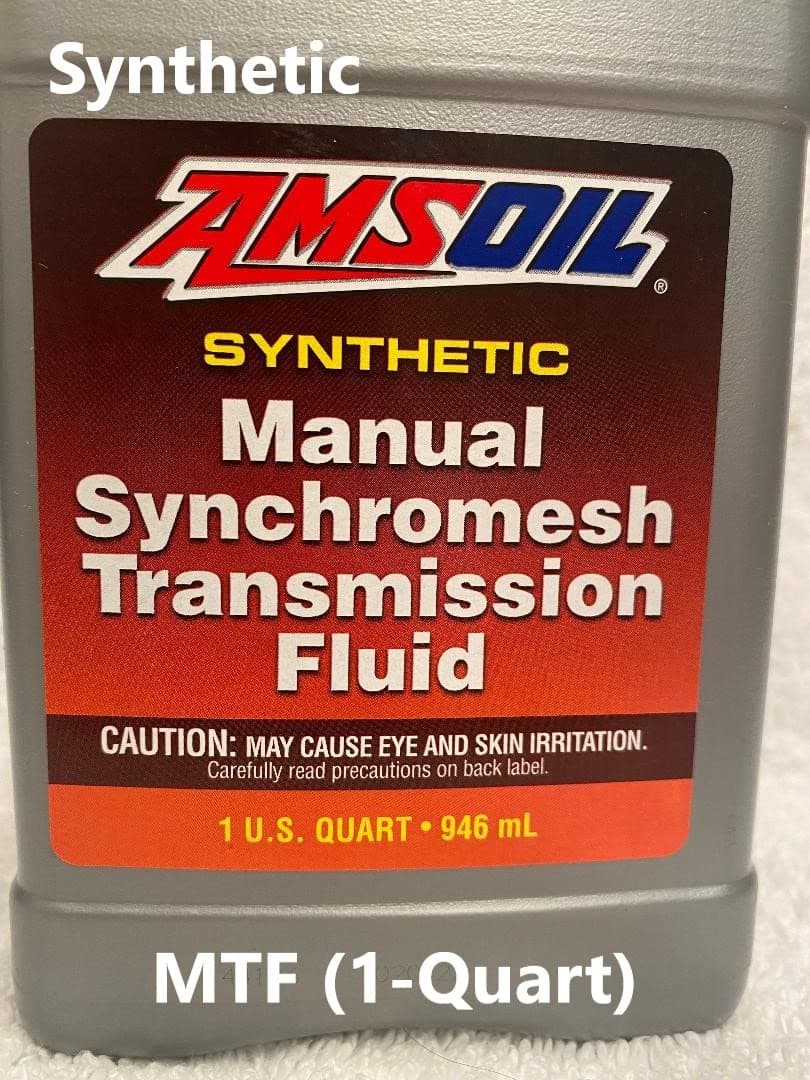 Synthetic
AMSOIL®
SYNTHETIC
Manual
Synchromesh
Transmission
Fluid
CAUTION: MAY CAUSE EYE AND SKIN IRRITATION.
Carefully read precautions on back label.
1 U.S. QUART • 946 mL
MTF (1-Quart)